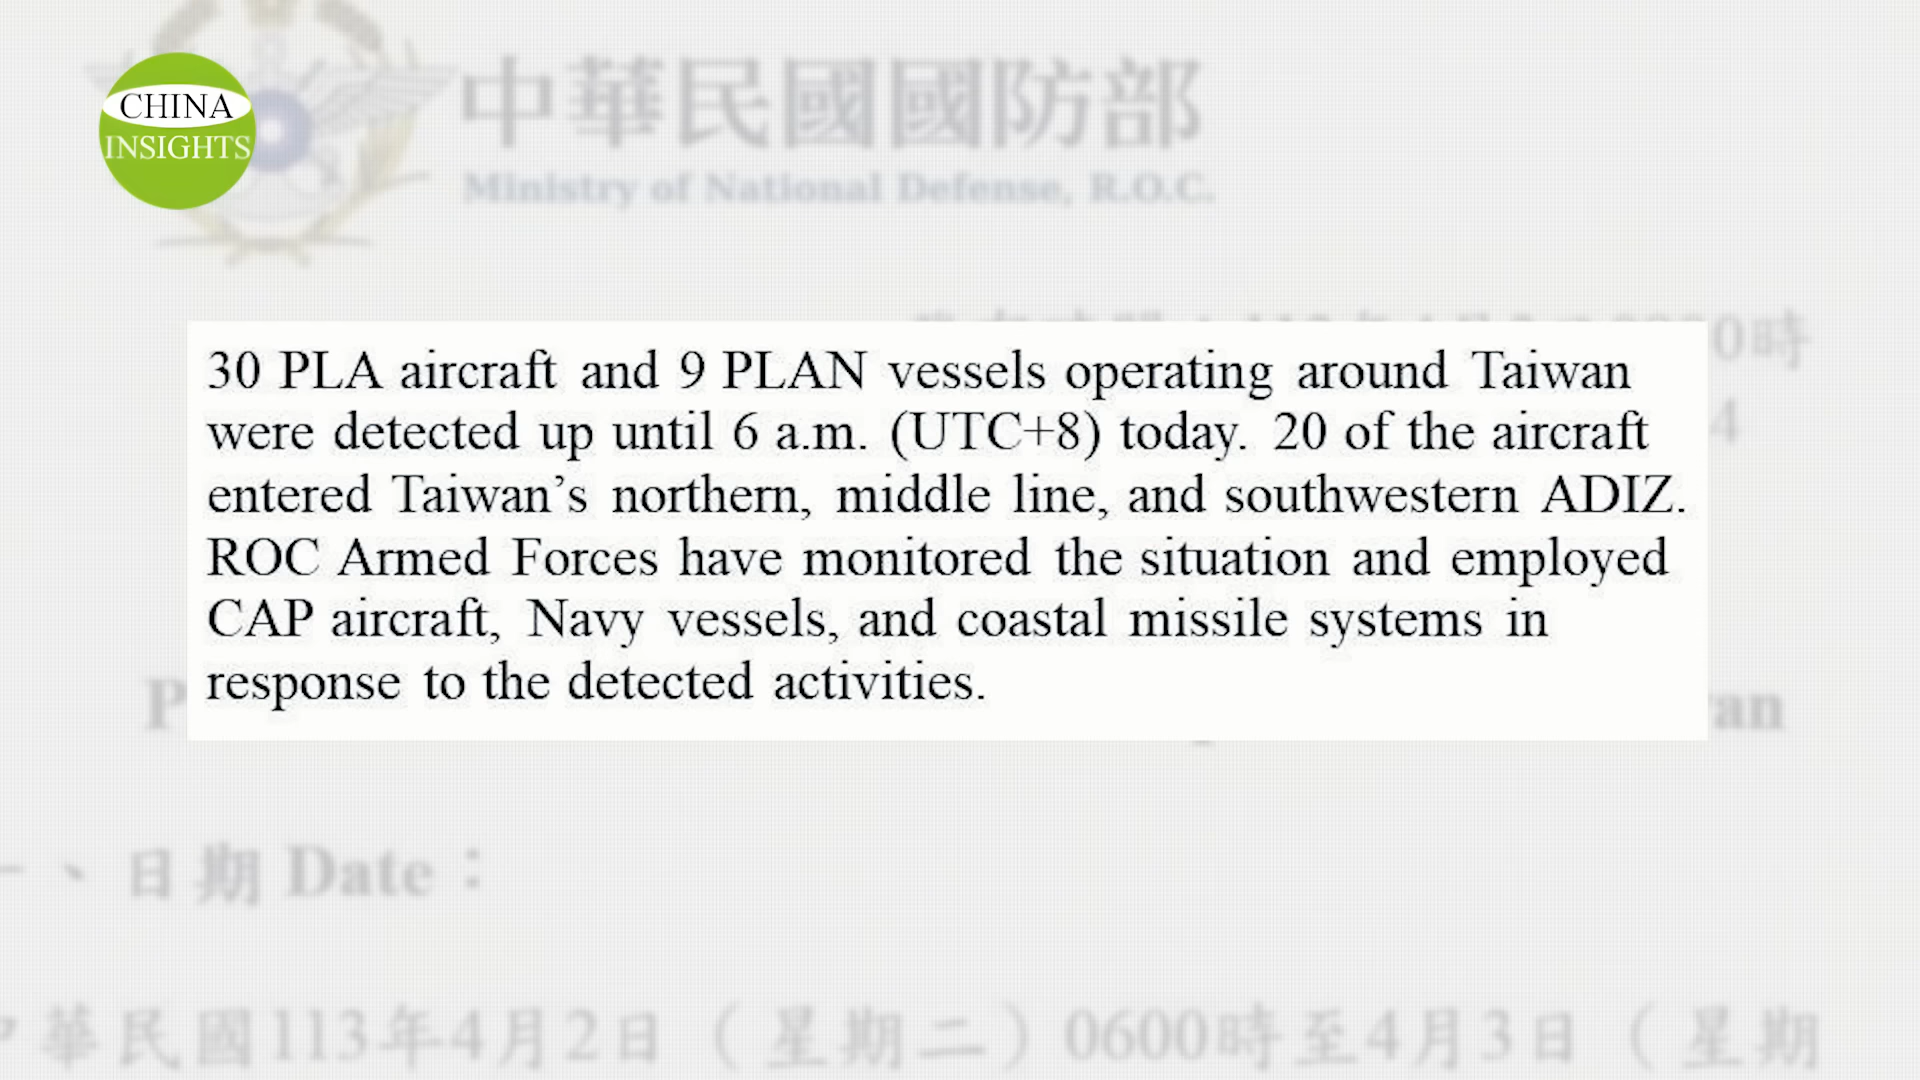 CHINA
INSIGHTS
中華民國國防部
Ministry of National Defense, R.O.C.
30 PLA aircraft and 9 PLAN vessels operating around Taiwan
were detected up until 6 a.m. (UTC+8) today. 20 of the aircraft
entered Taiwan’s northern, middle line, and southwestern ADIZ.
ROC Armed Forces have monitored the situation and employed
CAP aircraft, Navy vessels, and coastal missile systems in
response to the detected activities.
一、日期 Date：
中華民國113年4月2日（星期二）0600時至4月3日（星期